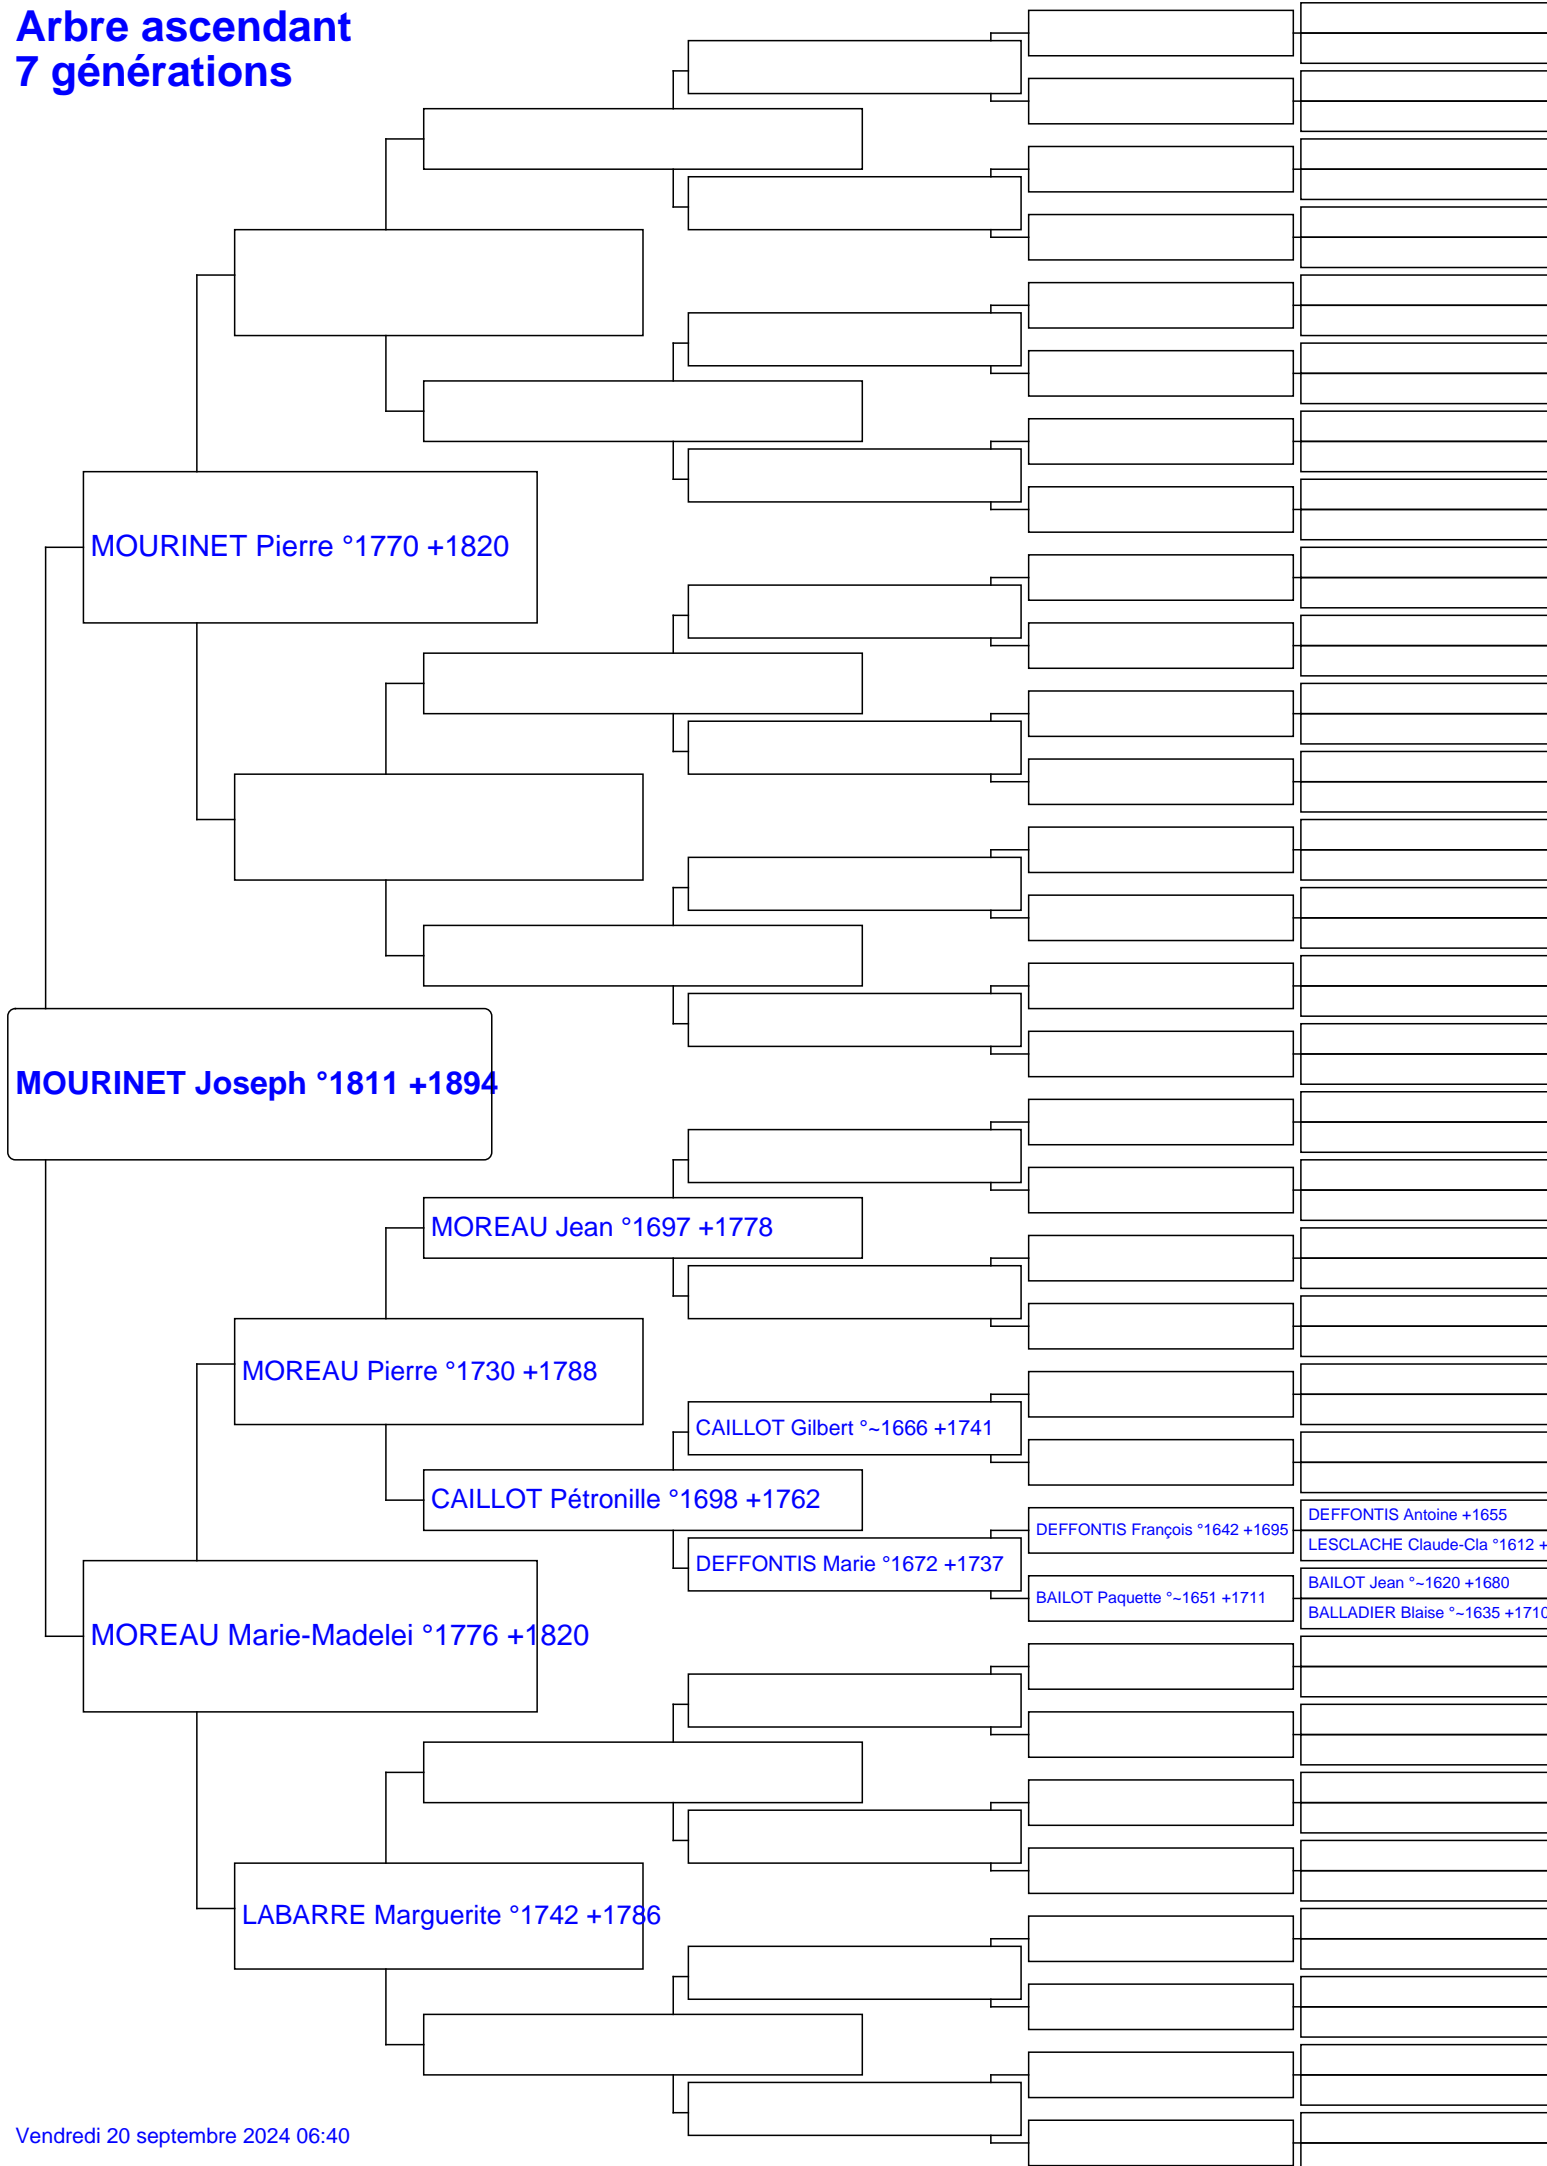 Arbre ascendant
7 générations
MOURINET Pierre °1770 +1820
MOURINET Joseph °1811 +1894
MOREAU Jean °1697 +1778
MOREAU Pierre °1730 +1788
CAILLOT Gilbert °~1666 +1741
CAILLOT Pétronille °1698 +1762
DEFFONTIS Antoine +1655
DEFFONTIS François °1642 +1695
LESCLACHE Claude-Cla °1612 +
DEFFONTIS Marie °1672 +1737
BAILOT Jean °~1620 +1680
BAILOT Paquette °~1651 +1711
BALLADIER Blaise °~1635 +1710
MOREAU Marie-Madelei °1776 +1820
LABARRE Marguerite °1742 +1786
Vendredi 20 septembre 2024 06:40